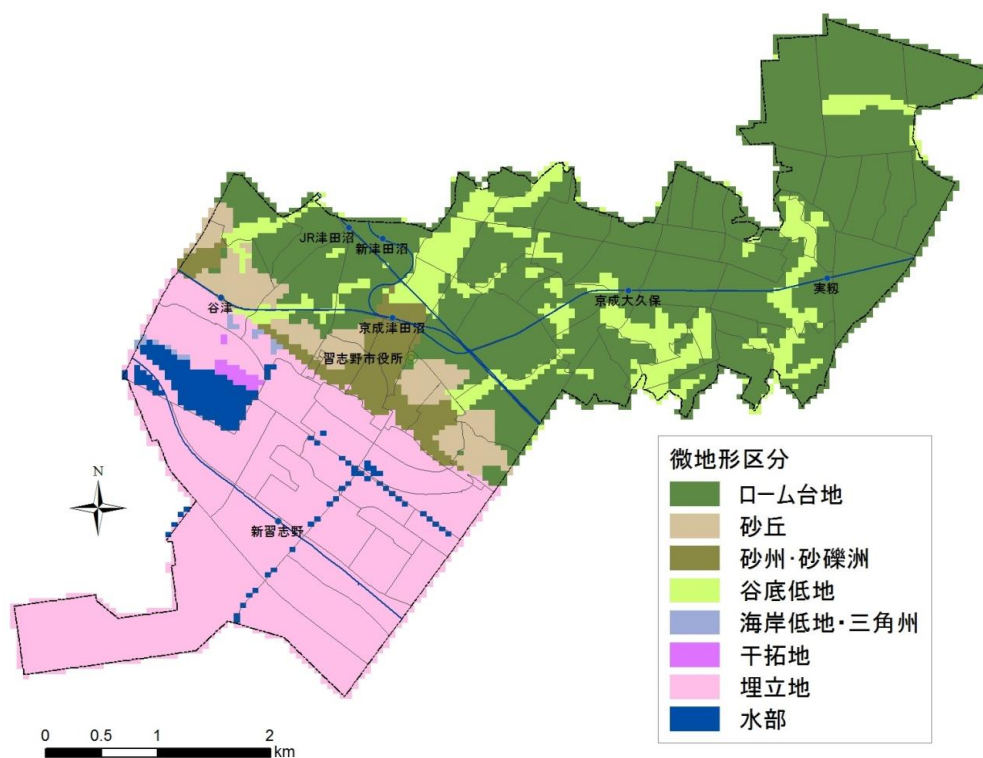 JR津田沼
新津田沼
実籾
京成大久保
谷津
京成津田沼
習志野市役所
N
新習志野
微地形区分
ローム台地
砂丘
砂州・砂礫洲
谷底低地
海岸低地・三角州
干拓地
埋立地
水部
0 0.5 1 2
km